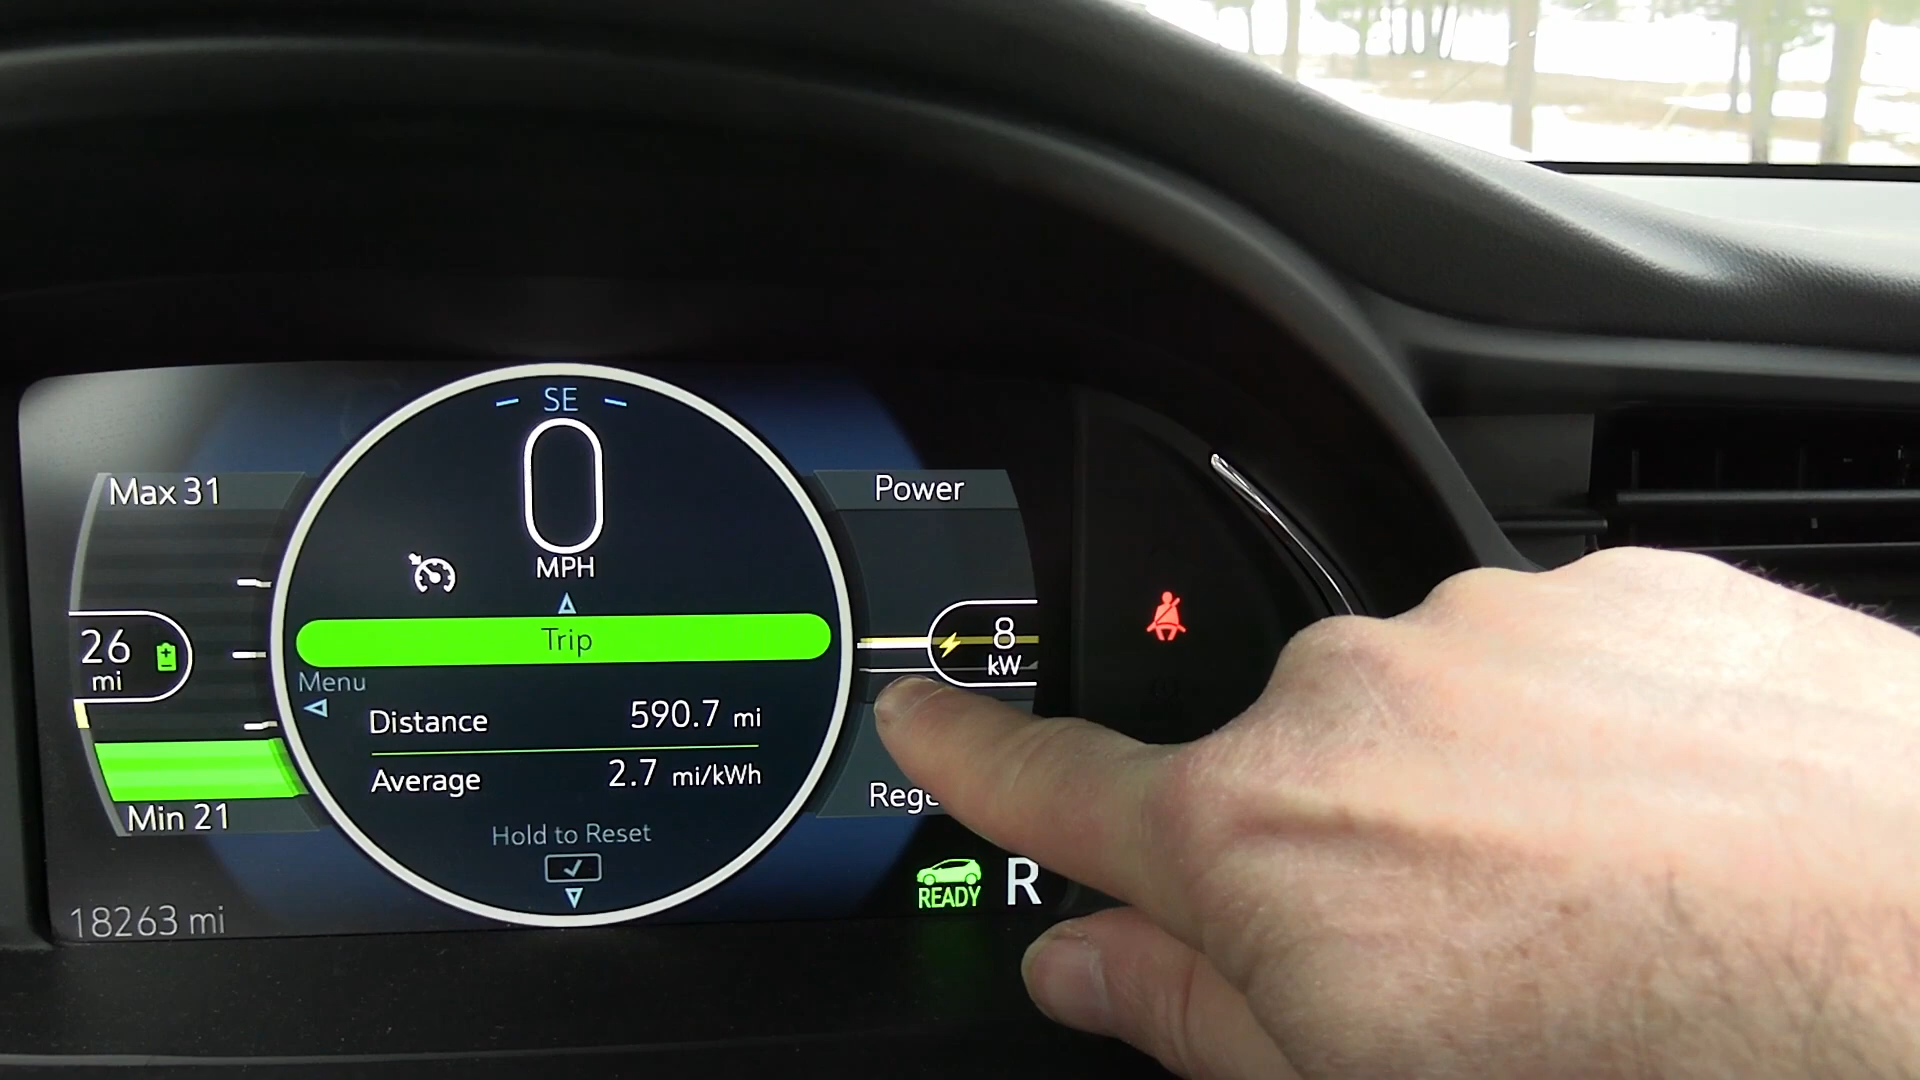 SE
0
MPH
Max 31
26
mi
Min 21
18263 mi
Trip
Menu
Distance 590.7 mi
Average 2.7 mi/kWh
Hold to Reset
Power
8
kW
READY
R